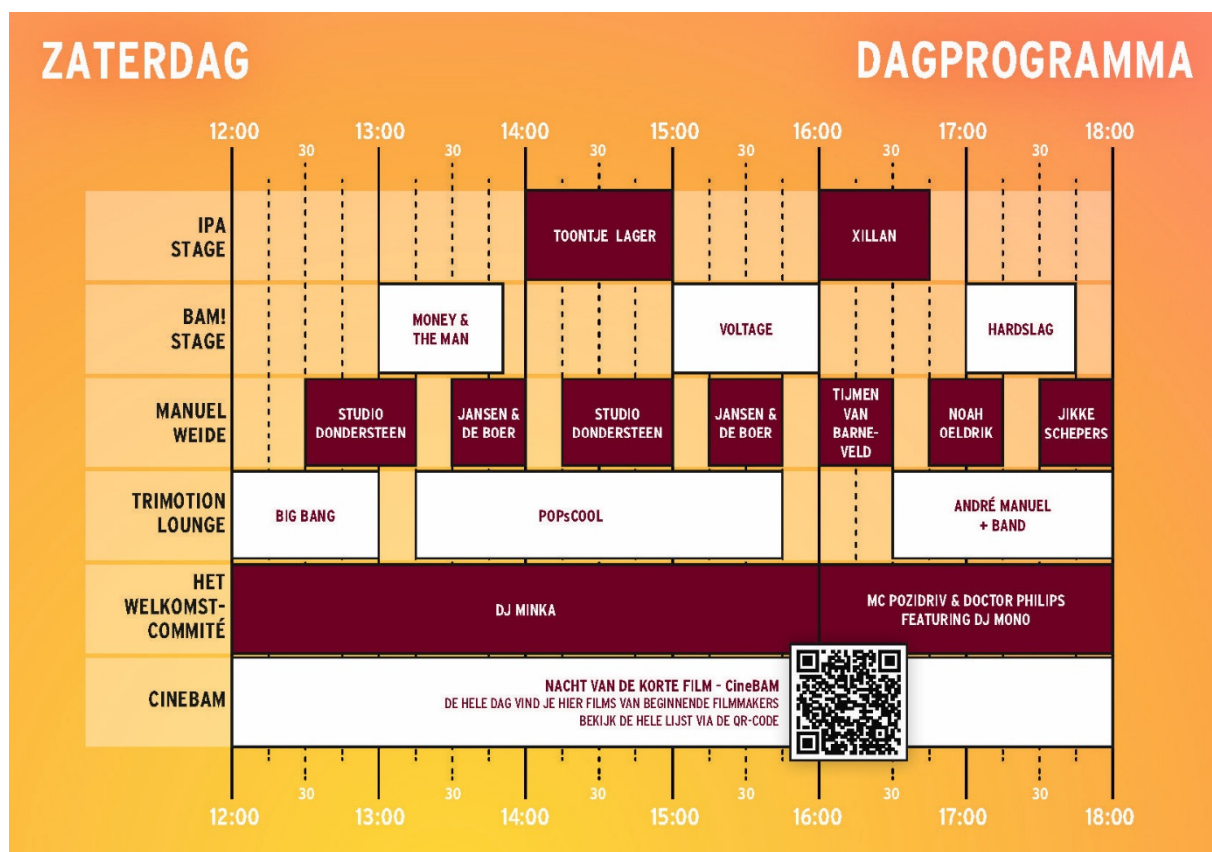 ZATERDAG
DAGPROGRAMMA
12:00 13:00 14:00 15:00 16:00 17:00 18:00
30 30 30 30 30 30
IPA
STAGE
TOONTJE LAGER
XILLAN
BAM!
STAGE
MONEY &
THE MAN
VOLTAGE
HARDSLAG
MANUEL
WEIDE
STUDIO
DONDERSTEEN
JANSEN &
DE BOER
STUDIO
DONDERSTEEN
JANSEN &
DE BOER
TIJMEN
VAN
BARNE-
VELD
NOAH
OELDRIK
JIKKE
SCHEPERS
TRIMOTION
LOUNGE
BIG BANG
POPsCOOL
ANDRÉ MANUEL
+ BAND
HET
WELKOMST-
COMMITÉ
DJ MINKA
MC POZIDRIV & DOCTOR PHILIPS
FEATURING DJ MONO
CINEBAM
NACHT VAN DE KORTE FILM - CineBAM
DE HELE DAG VIND JE HIER FILMS VAN BEGINNENDE FILMMAKERS
BEKIJK DE HELE LIJST VIA DE QR-CODE
30 30 30 30 30 30
12:00 13:00 14:00 15:00 16:00 17:00 18:00